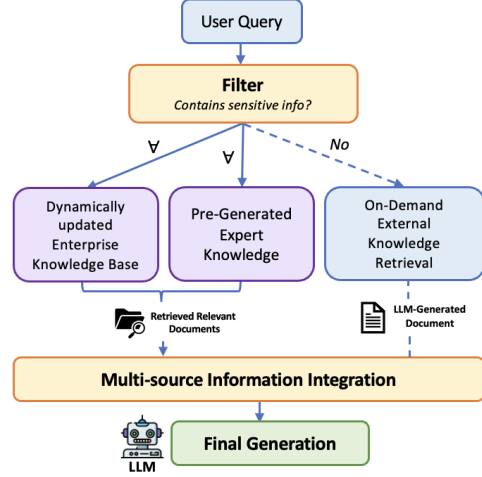 User Query
Filter
Contains sensitive info?
∀
∀
No
Dynamically
updated
Enterprise
Knowledge Base
Pre-Generated
Expert
Knowledge
On-Demand
External
Knowledge
Retrieval
Retrieved Relevant
Documents
LLM-Generated
Document
Multi-source Information Integration
LLM
Final Generation